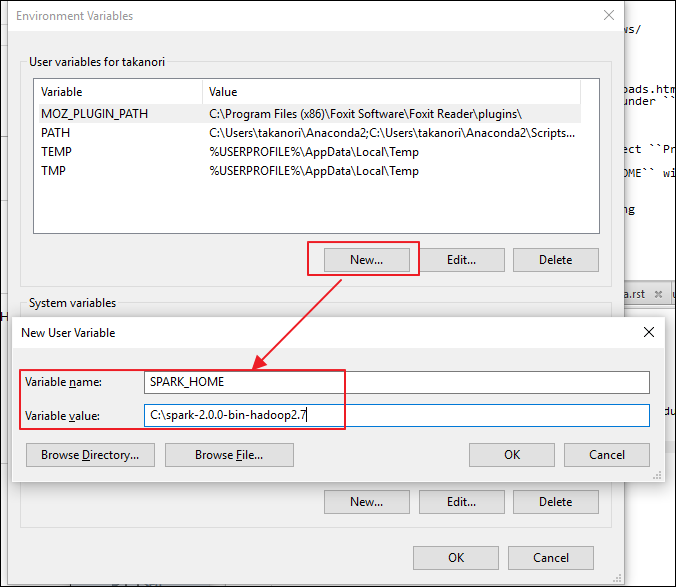 Environment Variables
ws/
User variables for takanori
Variable Value
MOZ_PLUGIN_PATH C:\Program Files (x86)\Foxit Software\Foxit Reader\plugins\
PATH C:\Users\takanori\Anaconda2;C:\Users\takanori\Anaconda2\Scripts...
TEMP %USERPROFILE%\AppData\Local\Temp
TMP %USERPROFILE%\AppData\Local\Temp
oads.htm
under ``
ect ``Pr
OME`` wi
ng
New... Edit... Delete
System variables
a.rst
New User Variable
Variable name: SPARK_HOME
Variable value: C:\spark-2.0.0-bin-hadoop2.7
du
Browse Directory... Browse File... OK Cancel
New... Edit... Delete
OK Cancel